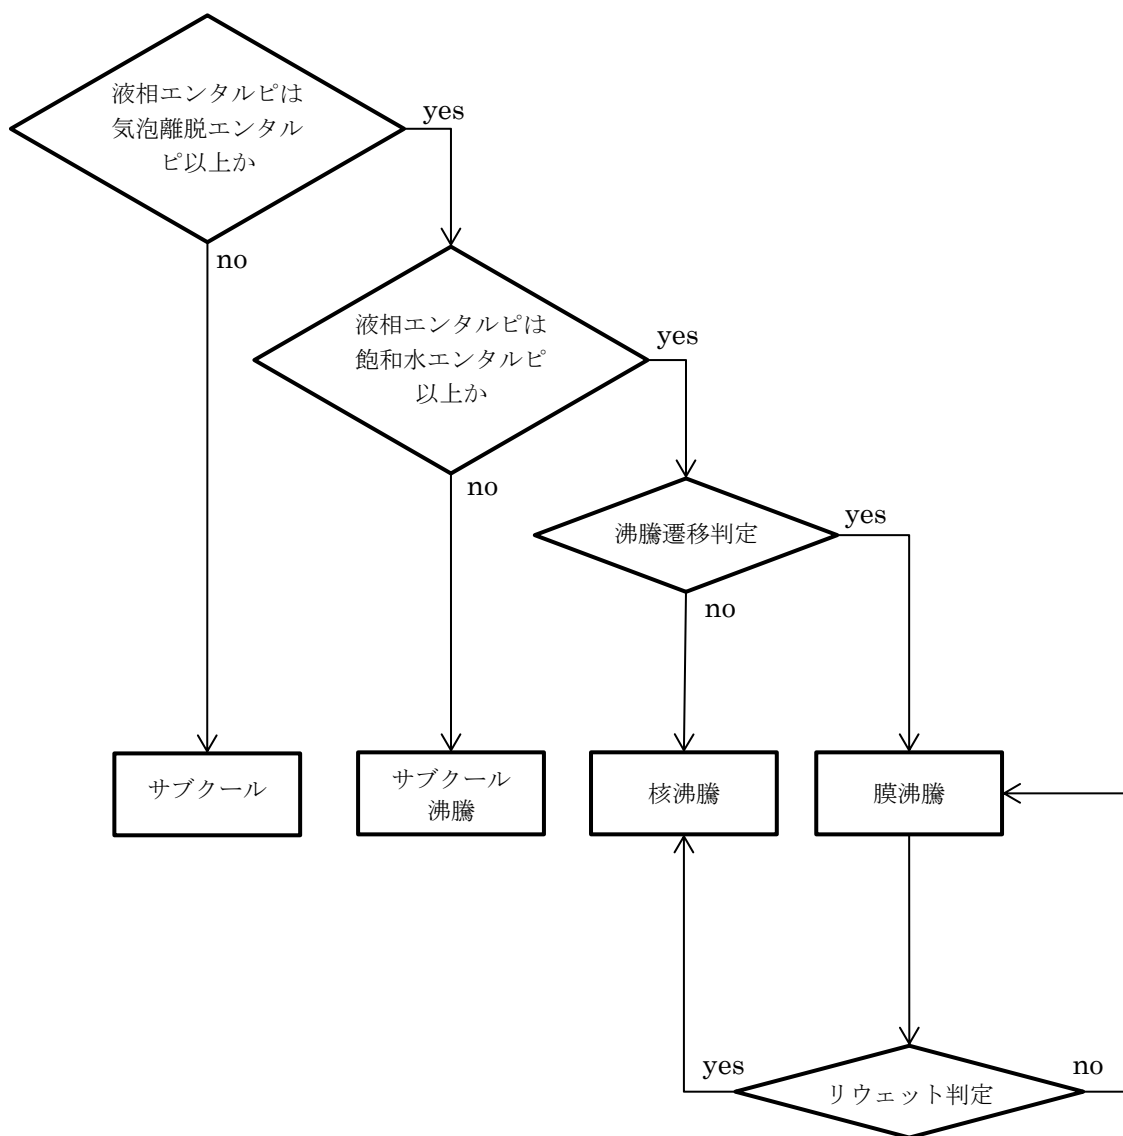 液相エンタルピは
気泡離脱エンタル
ピ以上か
yes
no
液相エンタルピは
飽和水エンタルピ
以上か
yes
no
沸騰遷移判定
yes
no
サブクール
サブクール
沸騰
核沸騰
膜沸騰
yes
リウェット判定
no